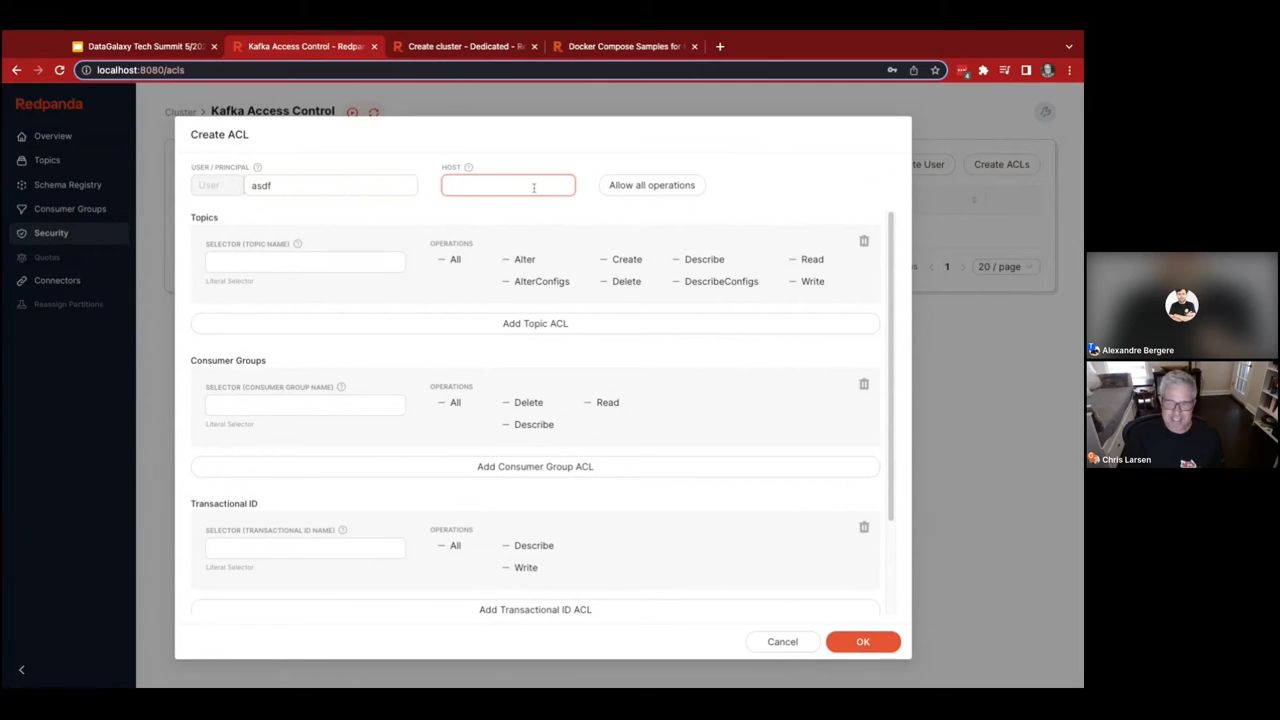 DataGalaxy Tech Summit 5/202
Kafka Access Control - Redpan
Create cluster - Dedicated - Re
Docker Compose Samples for
localhost:8080/acls
Redpanda
Cluster > Kafka Access Control
Overview
Topics
Schema Registry
Consumer Groups
Security
Quotas
Connectors
Reassign Partitions
te User
Create ACLs
1
20 / page
Create ACL
USER / PRINCIPAL
HOST
User
asdf
Allow all operations
Topics
SELECTOR (TOPIC NAME)
OPERATIONS
All
Alter
Create
Describe
Read
Literal Selector
AlterConfigs
Delete
DescribeConfigs
Write
Add Topic ACL
Consumer Groups
SELECTOR (CONSUMER GROUP NAME)
OPERATIONS
All
Delete
Read
Literal Selector
Describe
Add Consumer Group ACL
Transactional ID
SELECTOR (TRANSACTIONAL ID NAME)
OPERATIONS
All
Describe
Literal Selector
Write
Add Transactional ID ACL
Cancel
OK
Alexandre Bergere
Chris Larsen